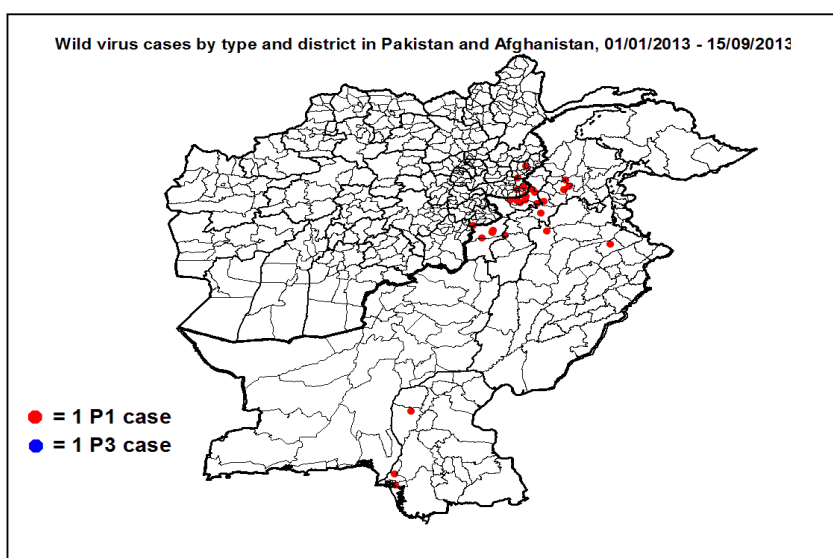 Wild virus cases by type and district in Pakistan and Afghanistan, 01/01/2013 - 15/09/2013
= 1 P1 case
= 1 P3 case